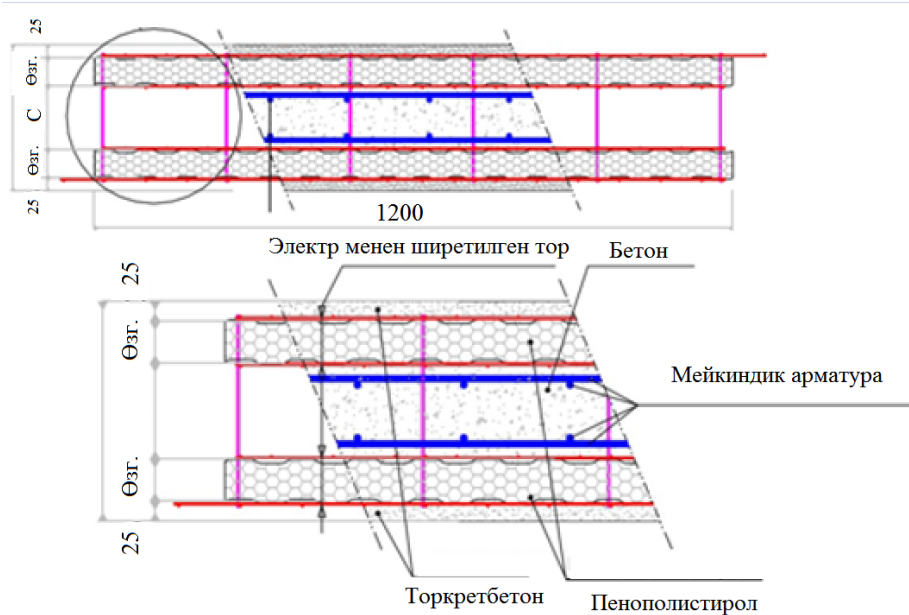 25
Өзг.
С
Өзг.
25
1200
Электр менен ширетилген тор
Бетон
25
Өзг.
Мейкиндик арматура
Өзг.
25
Торкретбетон
Пенополистирол